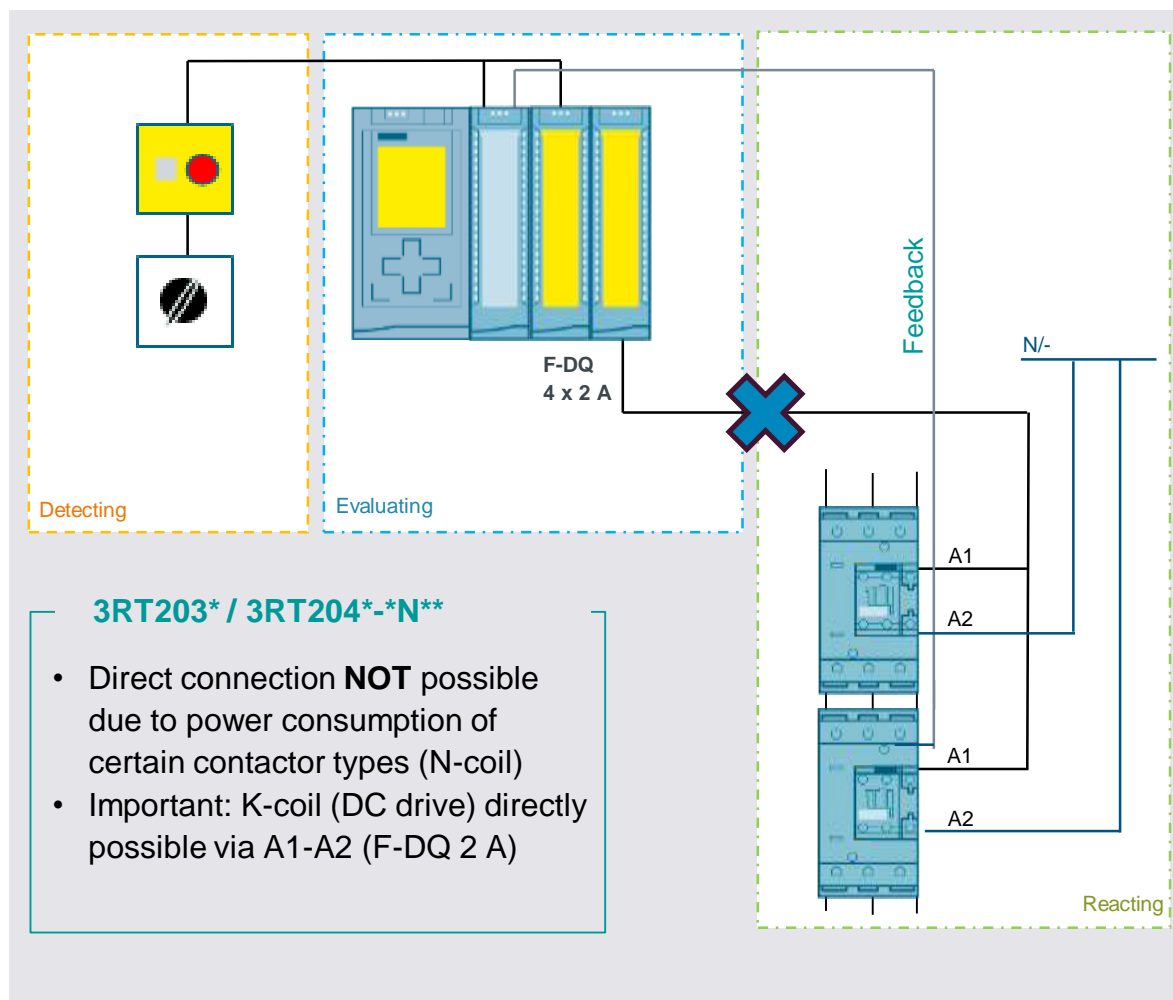 Feedback
N/-
F-DQ
4 x 2 A
Detecting
Evaluating
A1
A2
3RT203* / 3RT204*-*N**
• Direct connection NOT possible
due to power consumption of
certain contactor types (N-coil)
• Important: K-coil (DC drive) directly
possible via A1-A2 (F-DQ 2 A)
A1
A2
Reacting